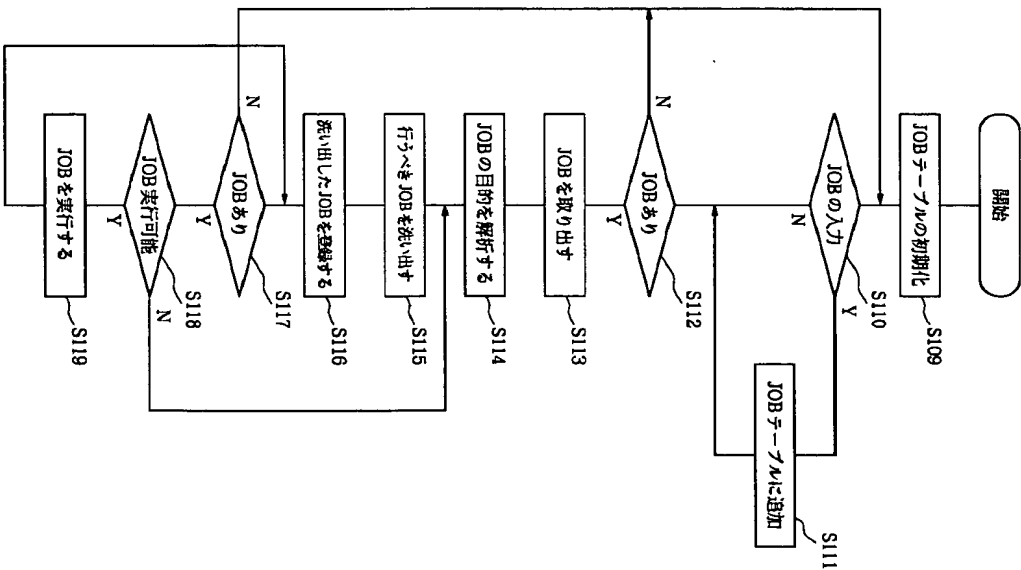 開始
JOBテーブルの初期化
S109
JOBの入力
S110
Y
N
JOBテーブルに追加
S111
JOBあり
S112
N
Y
JOBを取り出す
S113
JOBの目的を解析する
S114
行うべきJOBを洗い出す
S115
洗い出したJOBを登録する
S116
JOBあり
S117
N
Y
JOB実行可能
S118
N
Y
JOBを実行する
S119